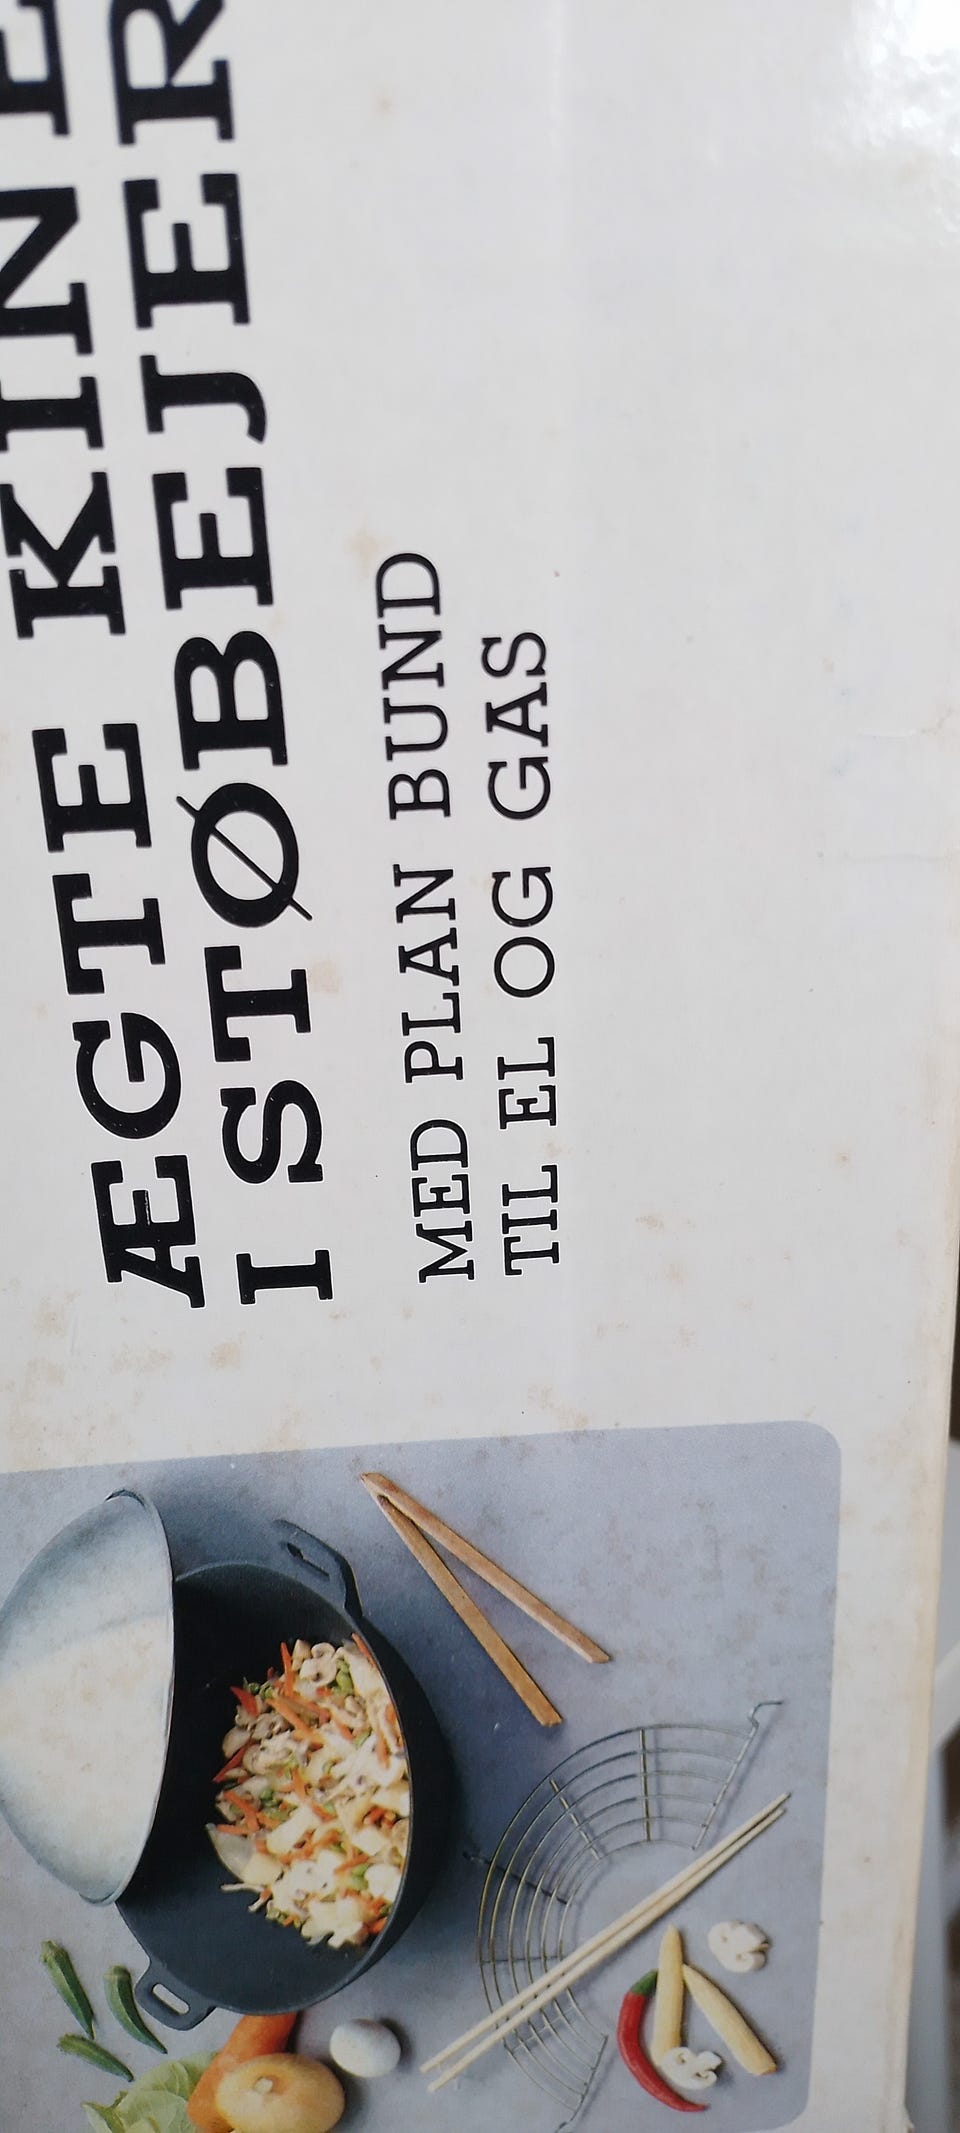 ÆGTE KINE
I STØBEJER
MED PLAN BUND
TIL EL OG GAS